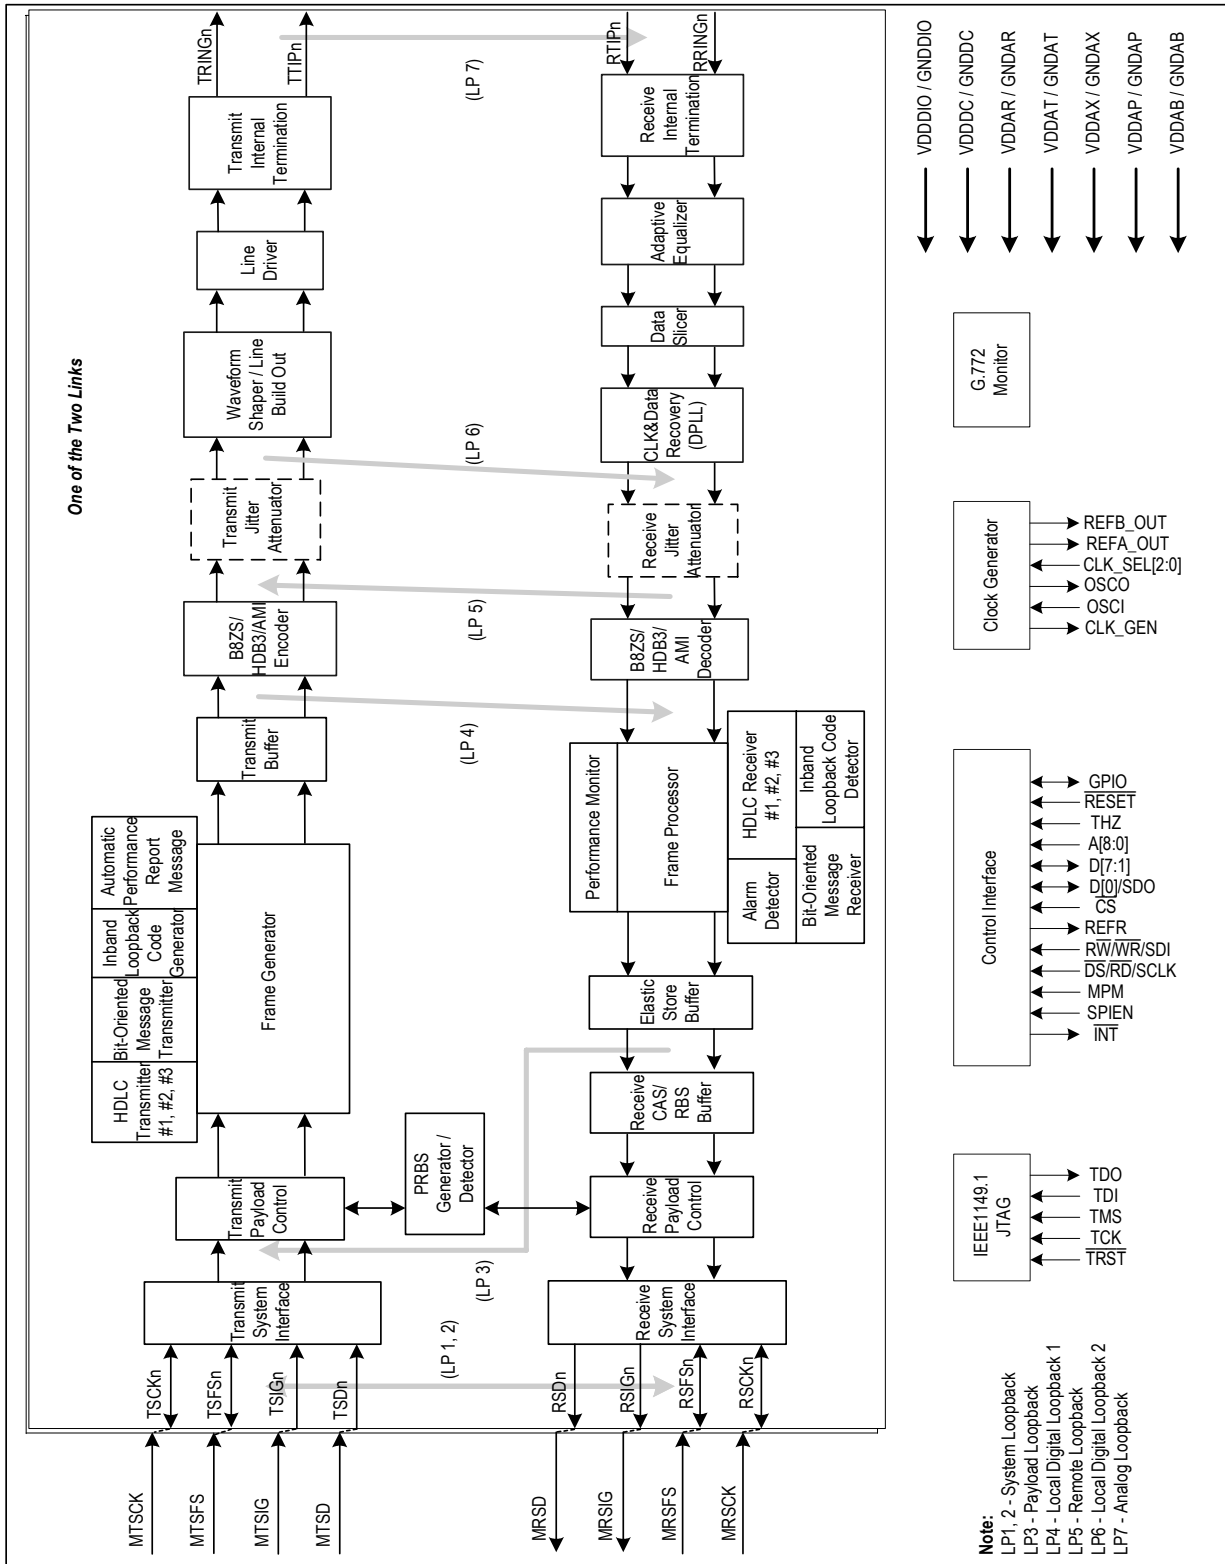 One of the Two Links
TRINGn
TTIPn
(LP 7)
RTIPn
RRINGn
VDDDIO / GNDDIO
VDDDC / GNDDC
VDDAR / GNDAR
VDDAT / GNDAT
VDDAX / GNDAX
VDDAP / GNDAP
VDDAB / GNDAB
Transmit
Internal
Termination
Receive
Internal
Termination
Line
Driver
Adaptive
Equalizer
Waveform
Shaper / Line
Build Out
Data
Slicer
G.772
Monitor
(LP 6)
CLK&Data
Recovery
(DPLL)
Transmit
Jitter
Attenuator
Receive
Jitter
Attenuator
Clock Generator
REFB_OUT
REFA_OUT
CLK_SEL[2:0]
OSCO
OSCI
CLK_GEN
(LP 5)
B8ZS/
HDB3/AMI
Encoder
B8ZS/
HDB3/
AMI
Decoder
(LP 4)
Transmit
Buffer
Performance Monitor
Frame Processor
HDLC Receiver
#1, #2, #3
Inband
Loopback Code
Detector
Alarm
Detector
Bit-Oriented
Message
Receiver
Automatic
Performance
Report
Message
Inband
Loopback
Code
Generator
Bit-Oriented
Message
Transmitter
HDLC
Transmitter
#1, #2, #3
Frame Generator
Control Interface
GPIO
RESET
THZ
A[8:0]
D[7:1]
D[0]/SDO
CS
REFR
RW/WR/SDI
DS/RD/SCLK
MPM
SPIEN
INT
Elastic
Store
Buffer
Receive
CAS/
RBS
Buffer
PRBS
Generator /
Detector
Transmit
Payload
Control
Receive
Payload
Control
(LP 3)
IEEE1149.1
JTAG
TDO
TDI
TMS
TCK
TRST
Transmit
System
Interface
Receive
System
Interface
(LP 1, 2)
TSCKn
TSFSn
TSIGn
TSDn
RSDn
RSIGn
RSFSn
RSCKn
MTSCK
MTSFS
MTSIG
MTSD
MRSD
MRSIG
MRSFS
MRSCK
Note:
LP1, 2 - System Loopback
LP3 - Payload Loopback
LP4 - Local Digital Loopback 1
LP5 - Remote Loopback
LP6 - Local Digital Loopback 2
LP7 - Analog Loopback